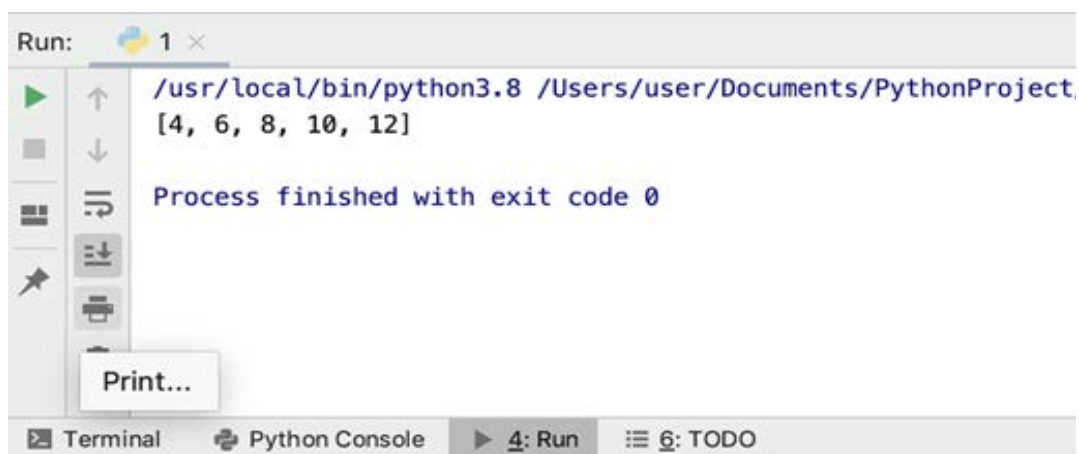 Run: 1
/usr/local/bin/python3.8 /Users/user/Documents/PythonProject/
[4, 6, 8, 10, 12]
Process finished with exit code 0
Print...
Terminal Python Console 4: Run 6: TODO